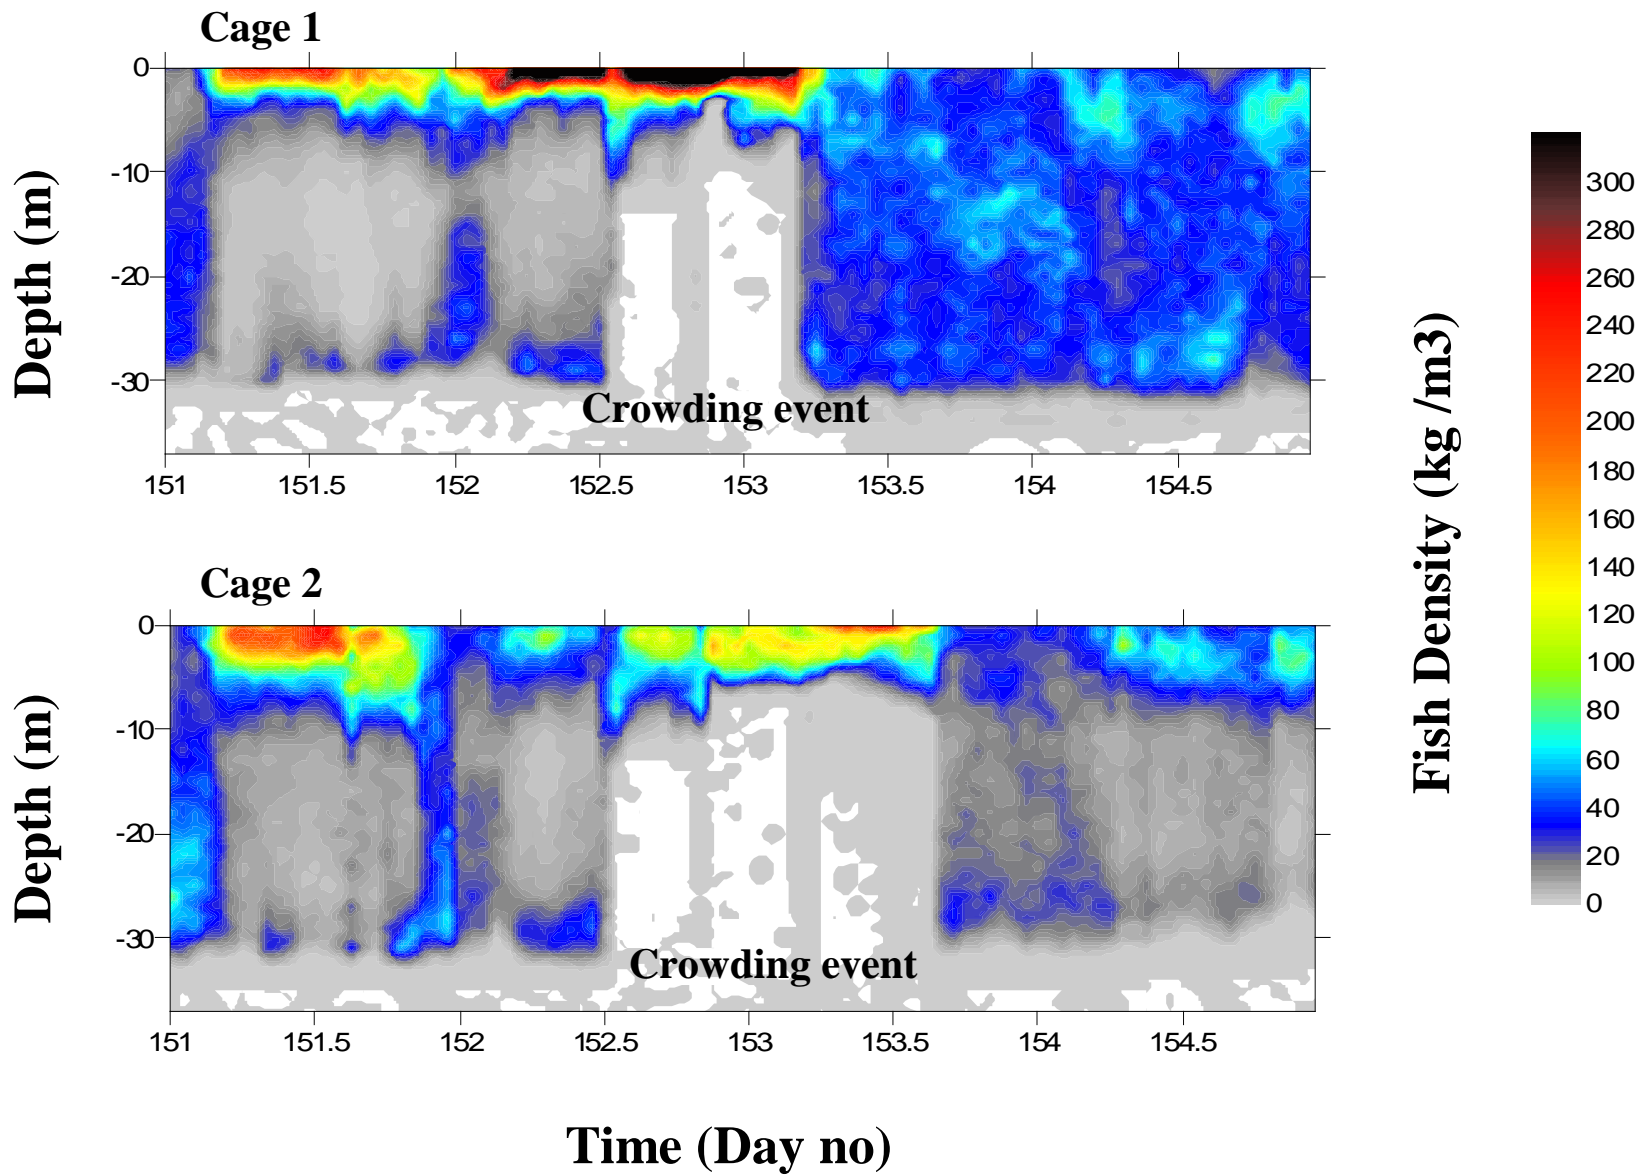 Cage 1
0
-10
-20
-30
Depth (m)
Crowding event
151 151.5 152 152.5 153 153.5 154 154.5
Cage 2
0
-10
-20
-30
Depth (m)
Crowding event
151 151.5 152 152.5 153 153.5 154 154.5
Time (Day no)
Fish Density (kg /m3)
300
280
260
240
220
200
180
160
140
120
100
80
60
40
20
0